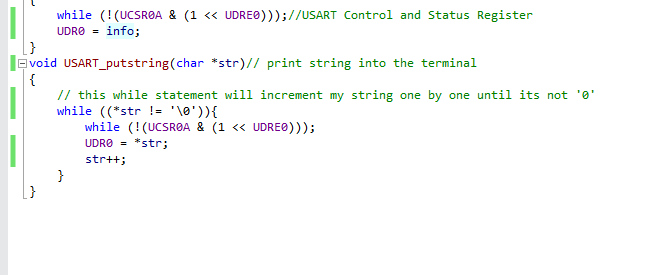 {
while (!(UCSR0A & (1 << UDRE0)));//USART Control and Status Register
UDR0 = info;
}
void USART_putstring(char *str)// print string into the terminal
{
// this while statement will increment my string one by one until its not '0'
while ((*str != '\0')){
while (!(UCSR0A & (1 << UDRE0)));
UDR0 = *str;
str++;
}
}